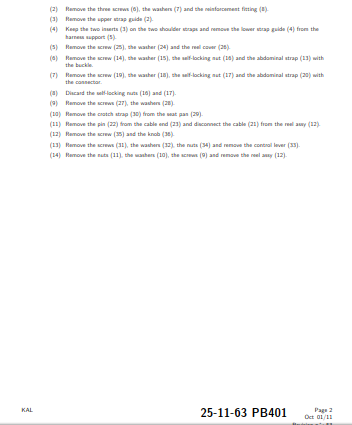 (2) Remove the three screws (6), the washers (7) and the reinforcement fitting (8).
(3) Remove the upper strap guide (2).
(4) Keep the two inserts (3) on the two shoulder straps and remove the lower strap guide (4) from the
harness support (5).
(5) Remove the screw (25), the washer (24) and the reel cover (26).
(6) Remove the screw (14), the washer (15), the self-locking nut (16) and the abdominal strap (13) with
the buckle.
(7) Remove the screw (19), the washer (18), the self-locking nut (17) and the abdominal strap (20) with
the connector.
(8) Discard the self-locking nuts (16) and (17).
(9) Remove the screws (27), the washers (28).
(10) Remove the crotch strap (30) from the seat pan (29).
(11) Remove the pin (22) from the cable end (23) and disconnect the cable (21) from the reel assy (12).
(12) Remove the screw (35) and the knob (36).
(13) Remove the screws (31), the washers (32), the nuts (34) and remove the control lever (33).
(14) Remove the nuts (11), the washers (10), the screws (9) and remove the reel assy (12).
KAL
25-11-63 PB401
Page 2
Oct 01/11